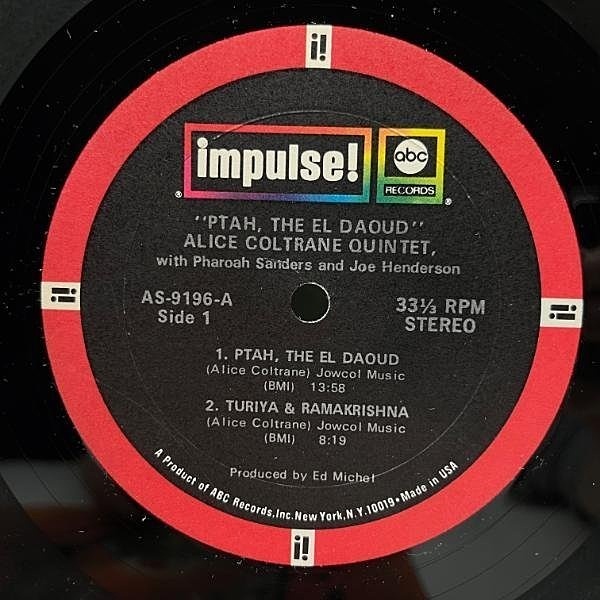 i!
impulse! abc
® RECORDS ®
"PTAH, THE EL DAOUD"
ALICE COLTRANE QUINTET,
with Pharoah Sanders and Joe Henderson
AS-9196-A 33⅓ RPM
Side 1 STEREO
i! i!
1. PTAH, THE EL DAOUD
(Alice Coltrane) Jowcol Music
(BMI) 13:58
2. TURIYA & RAMAKRISHNA
(Alice Coltrane) Jowcol Music
(BMI) 8:19
Produced by Ed Michel
A Product of ABC Records, Inc. New York, N.Y. 10019 • Made in USA
i!